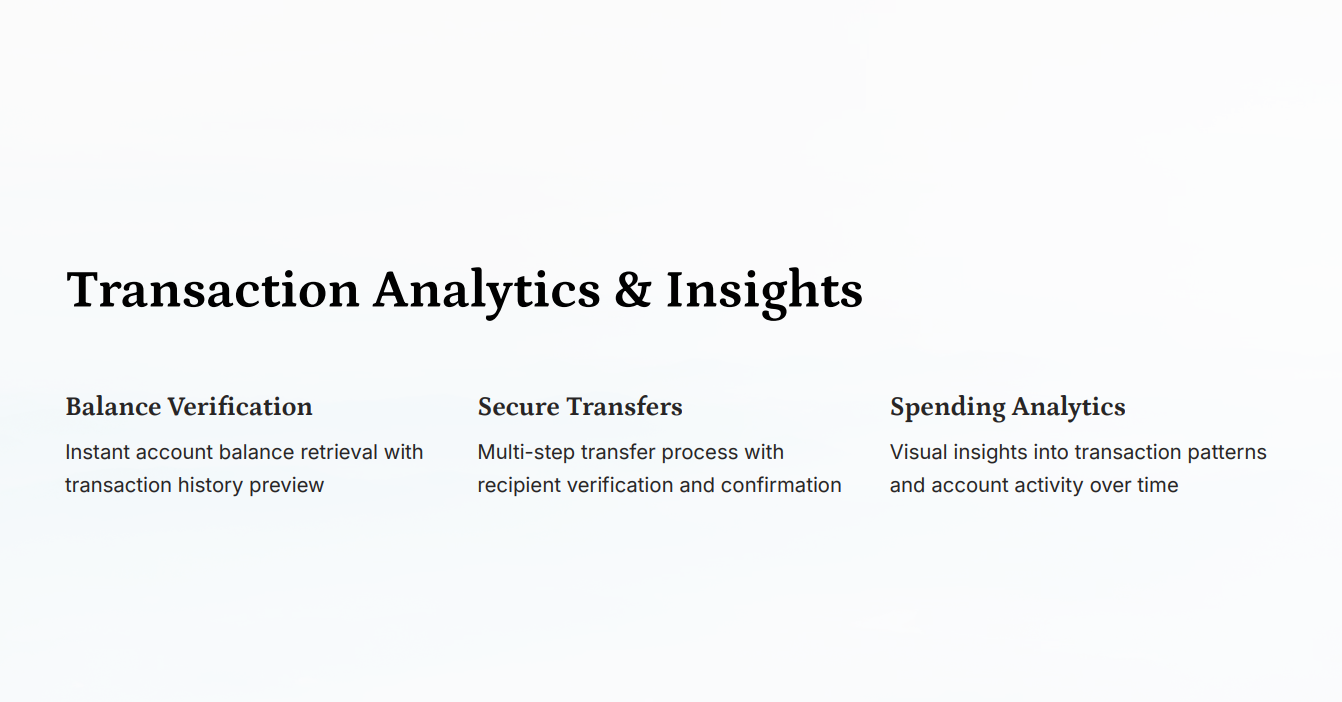 Transaction Analytics & Insights
Balance Verification
Instant account balance retrieval with
transaction history preview
Secure Transfers
Multi-step transfer process with
recipient verification and confirmation
Spending Analytics
Visual insights into transaction patterns
and account activity over time